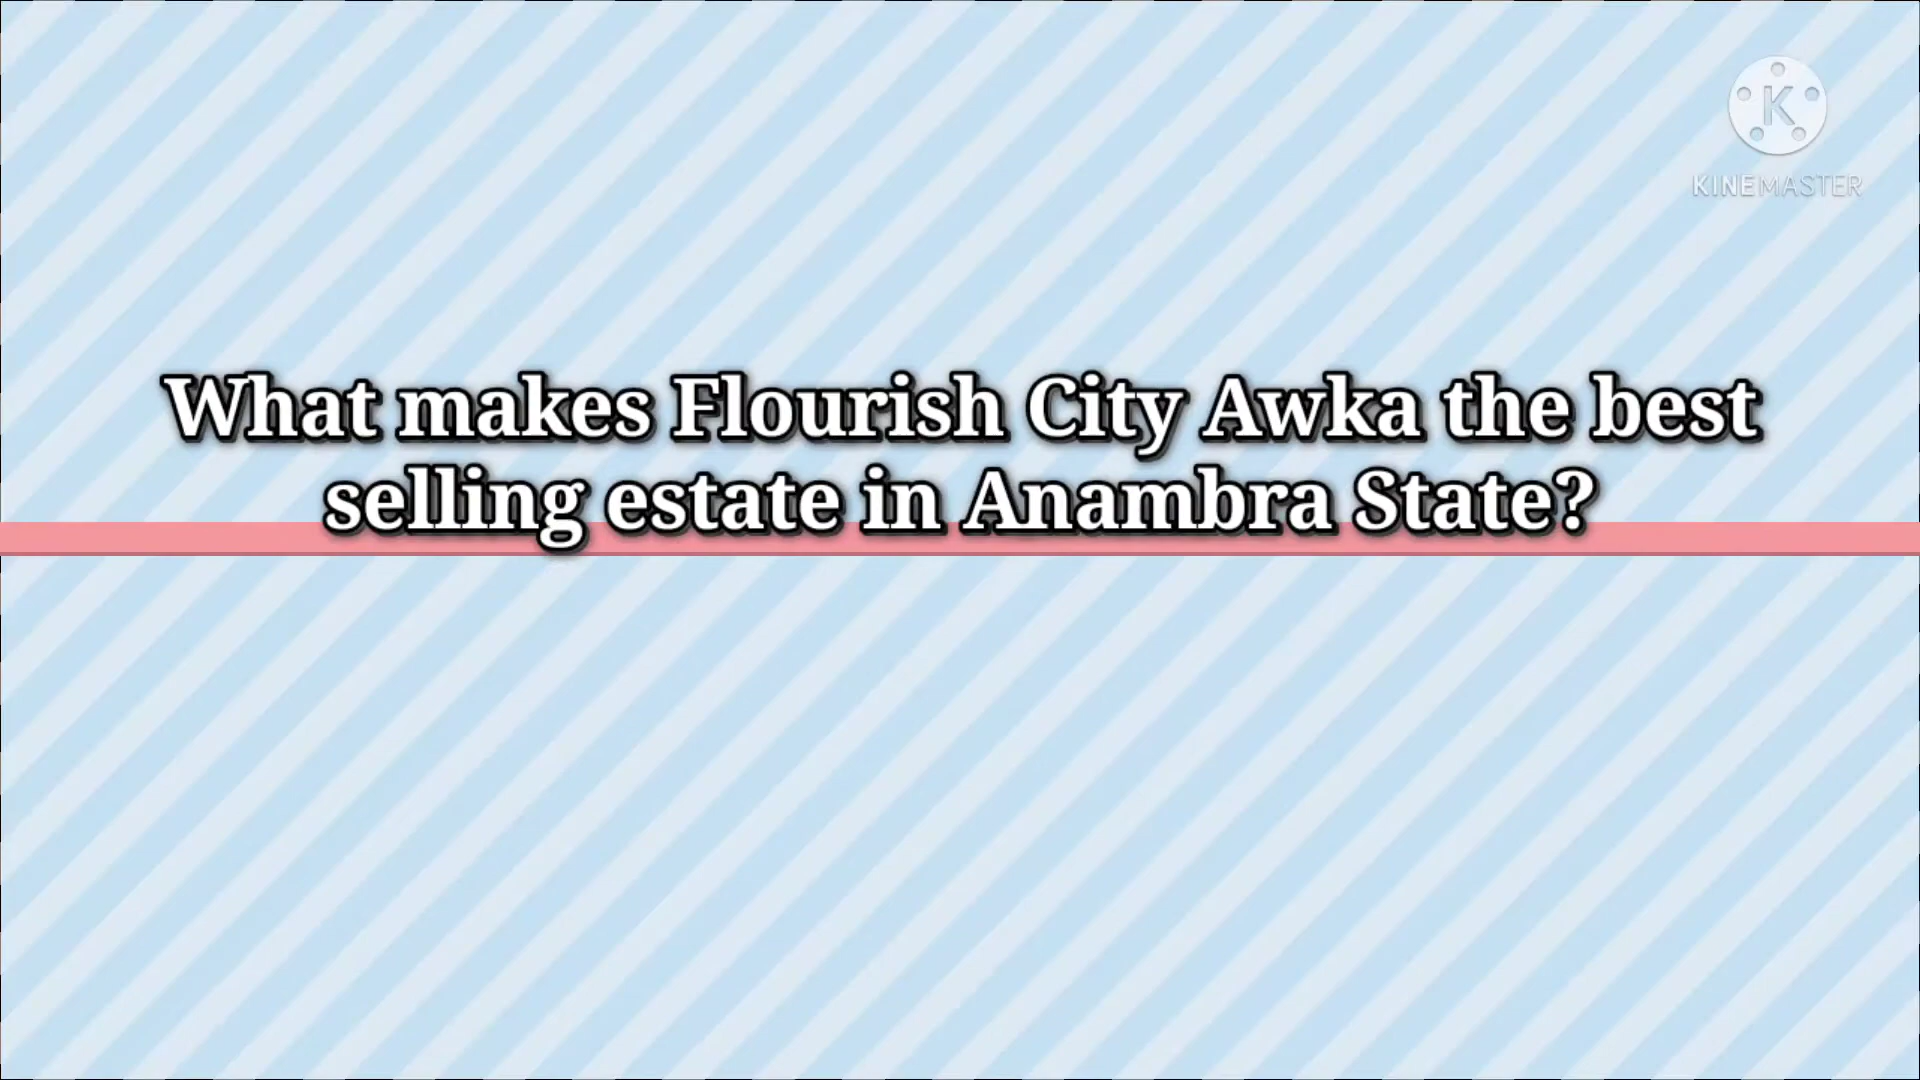 K
KINEMASTER
What makes Flourish City Awka the best
selling estate in Anambra State?